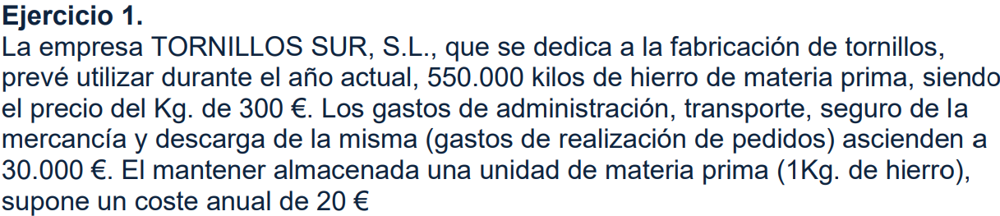 Ejercicio 1.
La empresa TORNILLOS SUR, S.L., que se dedica a la fabricación de tornillos,
prevé utilizar durante el año actual, 550.000 kilos de hierro de materia prima, siendo
el precio del Kg. de 300 €. Los gastos de administración, transporte, seguro de la
mercancía y descarga de la misma (gastos de realización de pedidos) ascienden a
30.000 €. El mantener almacenada una unidad de materia prima (1Kg. de hierro),
supone un coste anual de 20 €